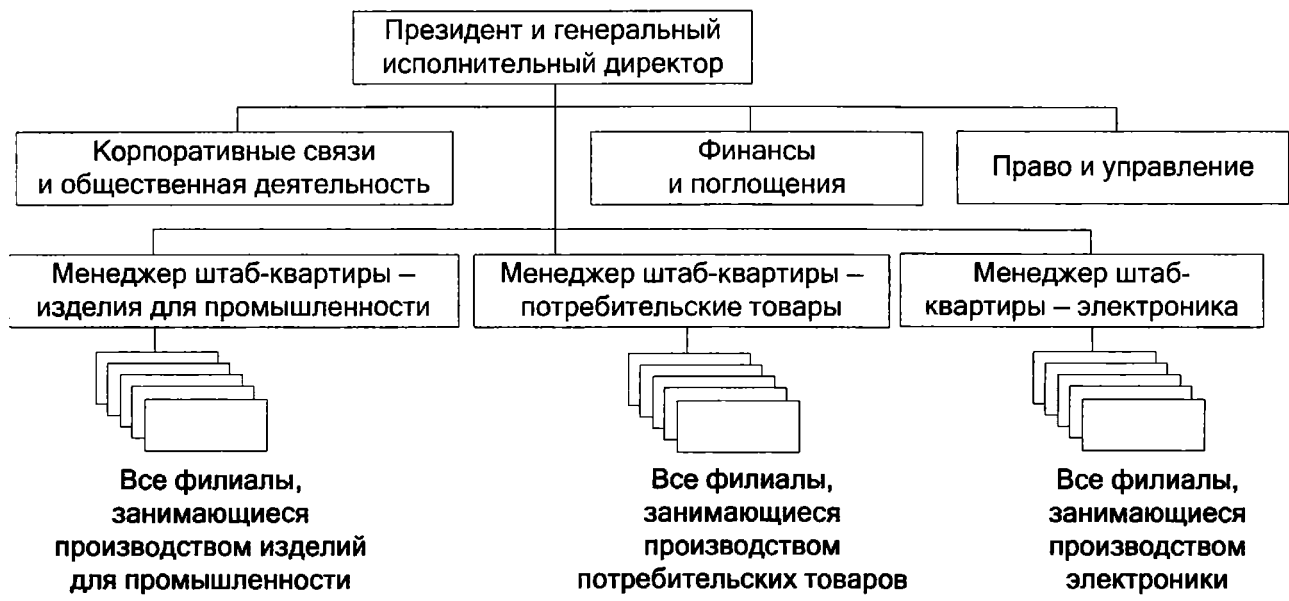 Президент и генеральный
исполнительный директор
Корпоративные связи
и общественная деятельность
Финансы
и поглощения
Право и управление
Менеджер штаб-квартиры –
изделия для промышленности
Менеджер штаб-квартиры –
потребительские товары
Менеджер штаб-
квартиры – электроника
Все филиалы,
занимающиеся
производством изделий
для промышленности
Все филиалы,
занимающиеся
производством
потребительских товаров
Все филиалы,
занимающиеся
производством
электроники